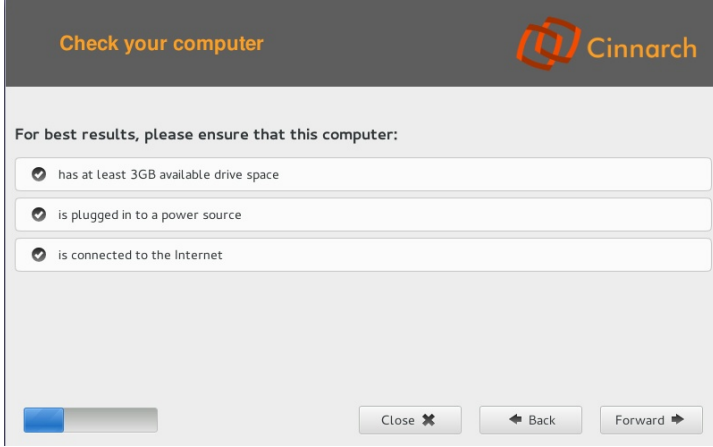 Check your computer
Cinnarch
For best results, please ensure that this computer:
has at least 3GB available drive space
is plugged in to a power source
is connected to the Internet
Close
Back
Forward